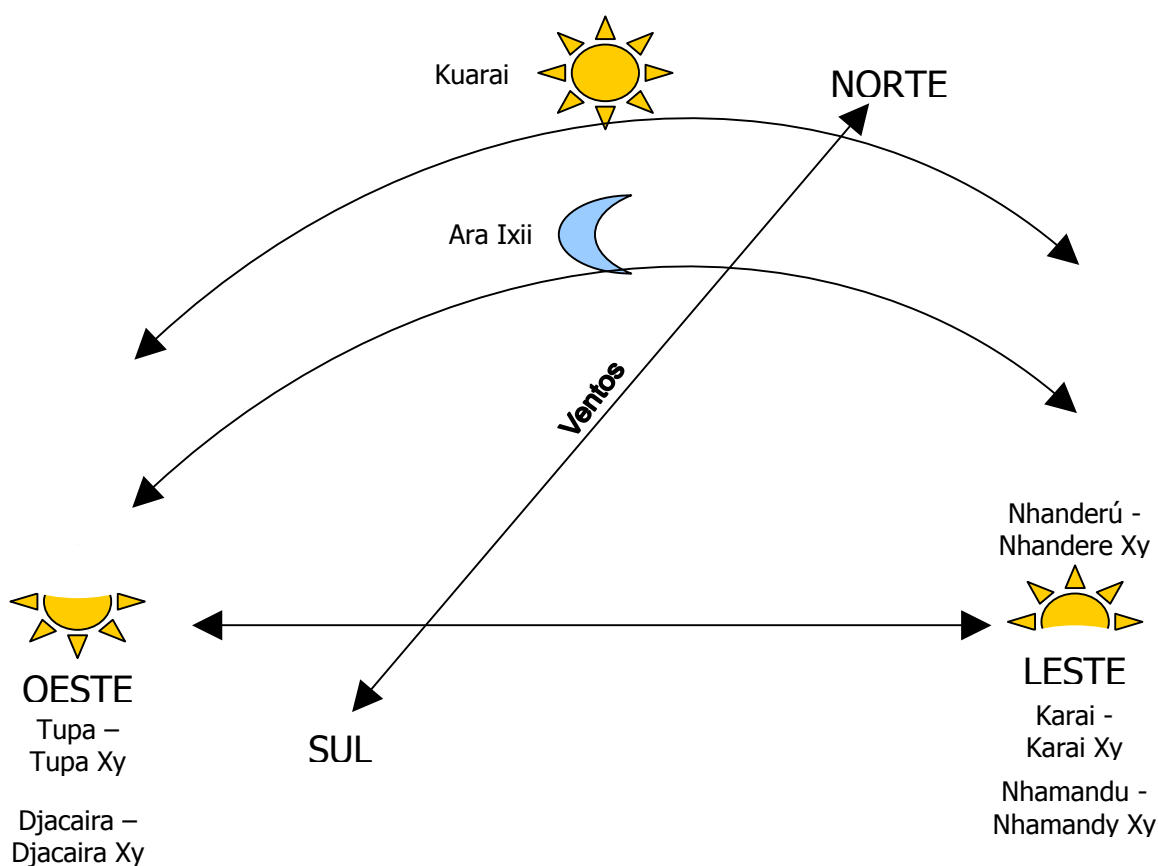 Kuarai
NORTE
Ara Ixii
Ventos
Nhanderú -
Nhandere Xy
OESTE
Tupa –
Tupa Xy
Djacaira –
Djacaira Xy
SUL
LESTE
Karai -
Karai Xy
Nhamandu -
Nhamandy Xy